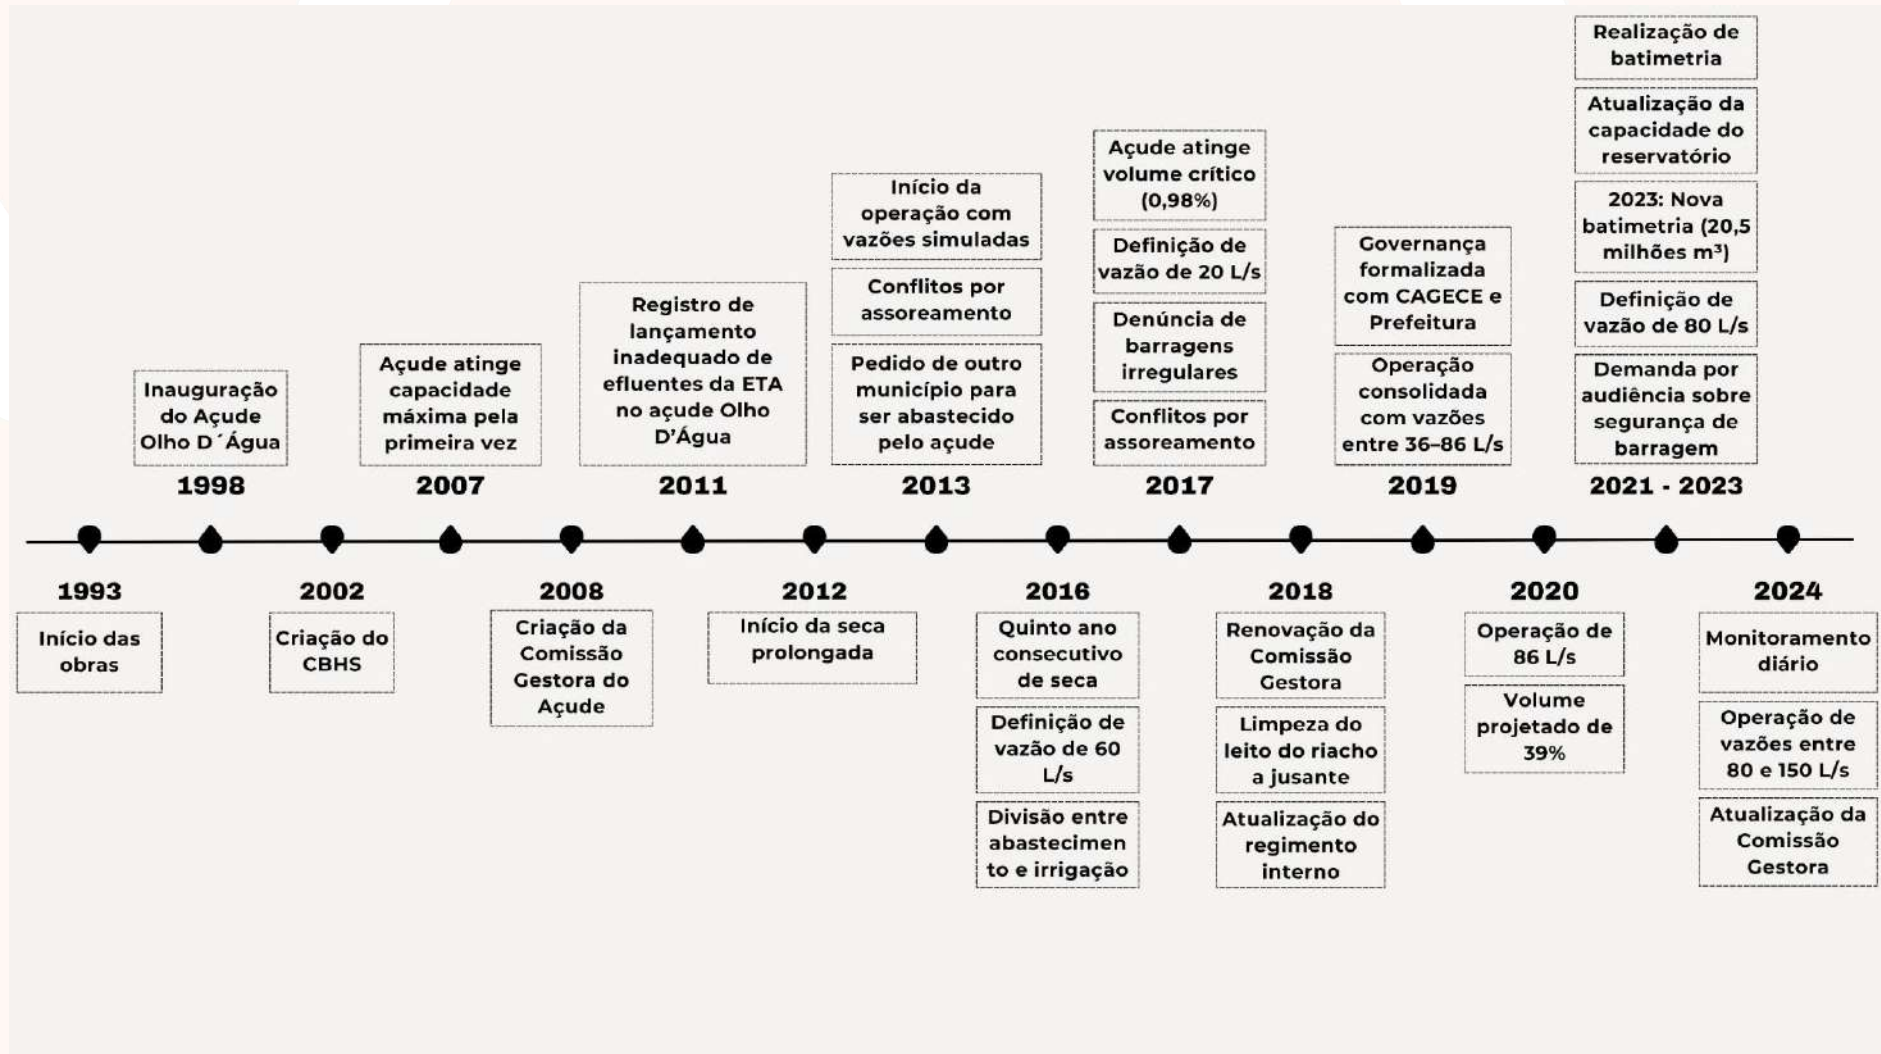 1993
Início das
obras
Inauguração
do Açude
Olho D´Água
1998
2002
Criação do
CBHS
Açude atinge
capacidade
máxima pela
primeira vez
2007
2008
Criação da
Comissão
Gestora do
Açude
Registro de
lançamento
inadequado de
efluentes da ETA
no açude Olho
D’Água
2011
2012
Início da seca
prolongada
Início da
operação com
vazões simuladas
Conflitos por
assoreamento
Pedido de outro
município para
ser abastecido
pelo açude
2013
2016
Quinto ano
consecutivo
de seca
Definição de
vazão de 60
L/s
Divisão entre
abastecimen
to e irrigação
Açude atinge
volume crítico
(0,98%)
Definição de
vazão de 20 L/s
Denúncia de
barragens
irregulares
Conflitos por
assoreamento
2017
2018
Renovação da
Comissão
Gestora
Limpeza do
leito do riacho
a jusante
Atualização do
regimento
interno
Governança
formalizada
com CAGECE e
Prefeitura
Operação
consolidada
com vazões
entre 36–86 L/s
2019
2020
Operação de
86 L/s
Volume
projetado de
39%
Realização de
batimetria
Atualização da
capacidade do
reservatório
2023: Nova
batimetria (20,5
milhões m³)
Definição de
vazão de 80 L/s
Demanda por
audiência sobre
segurança de
barragem
2021 - 2023
2024
Monitoramento
diário
Operação de
vazões entre
80 e 150 L/s
Atualização da
Comissão
Gestora